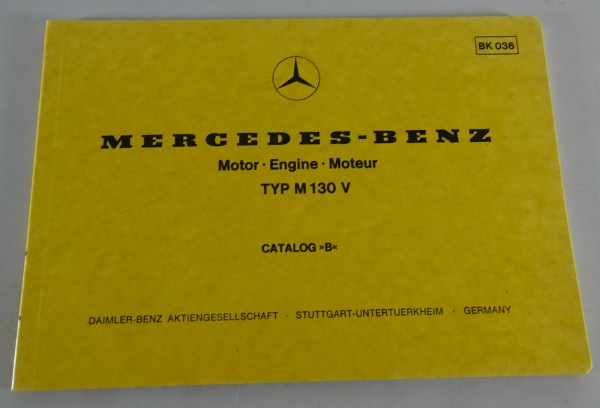 BK 036
MERCEDES-BENZ
Motor · Engine · Moteur
TYP M 130 V
CATALOG »B«
DAIMLER-BENZ AKTIENGESELLSCHAFT · STUTTGART-UNTERTUERKHEIM · GERMANY